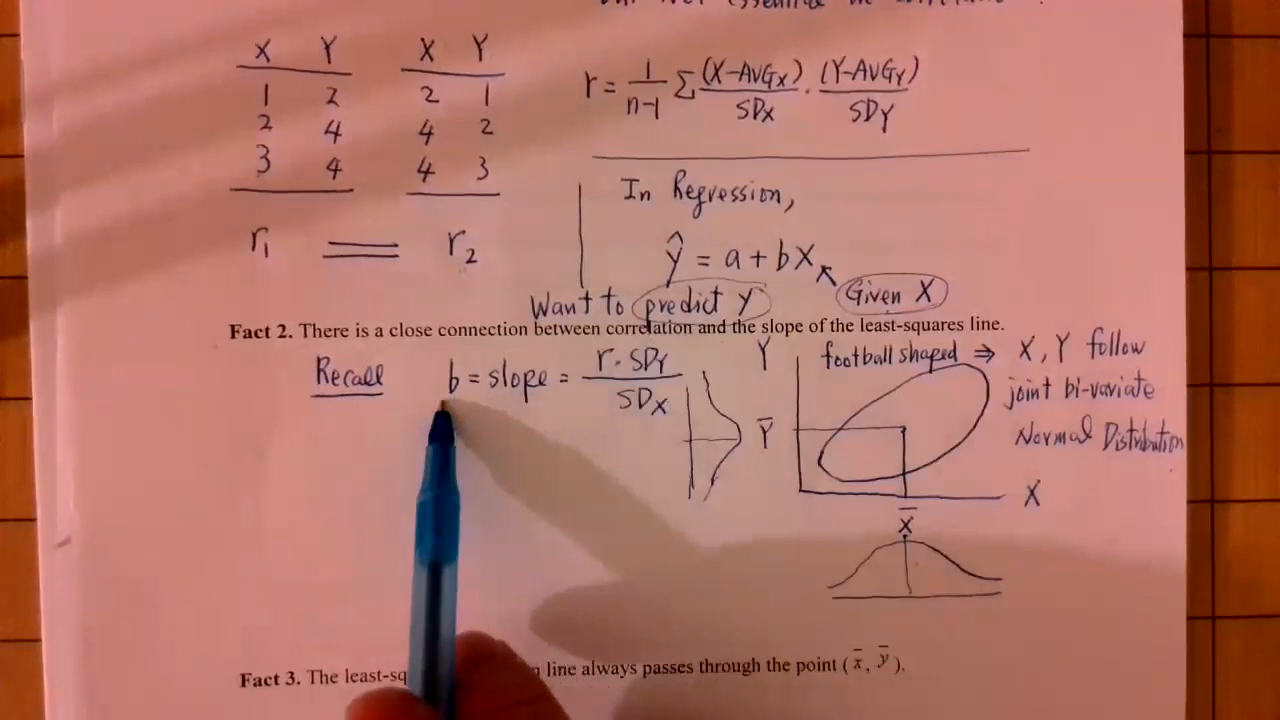 X Y X Y
1 2 2 1
2 4 4 2
3 4 4 3
r₁ = r₂
r = 1/(n-1) Σ (X-AVGx)/SDx · (Y-AVGY)/SDY
In Regression,
ŷ = a + bX
Want to predict Y Given X
Fact 2. There is a close connection between correlation and the slope of the least-squares line.
Recall b = slope = r · SDY / SDX
Y football shaped ⇒ X, Y follow
joint bi-variate
Normal Distribution
Ȳ
X
X̄
Fact 3. The least-sq line always passes through the point (x̄, ȳ).